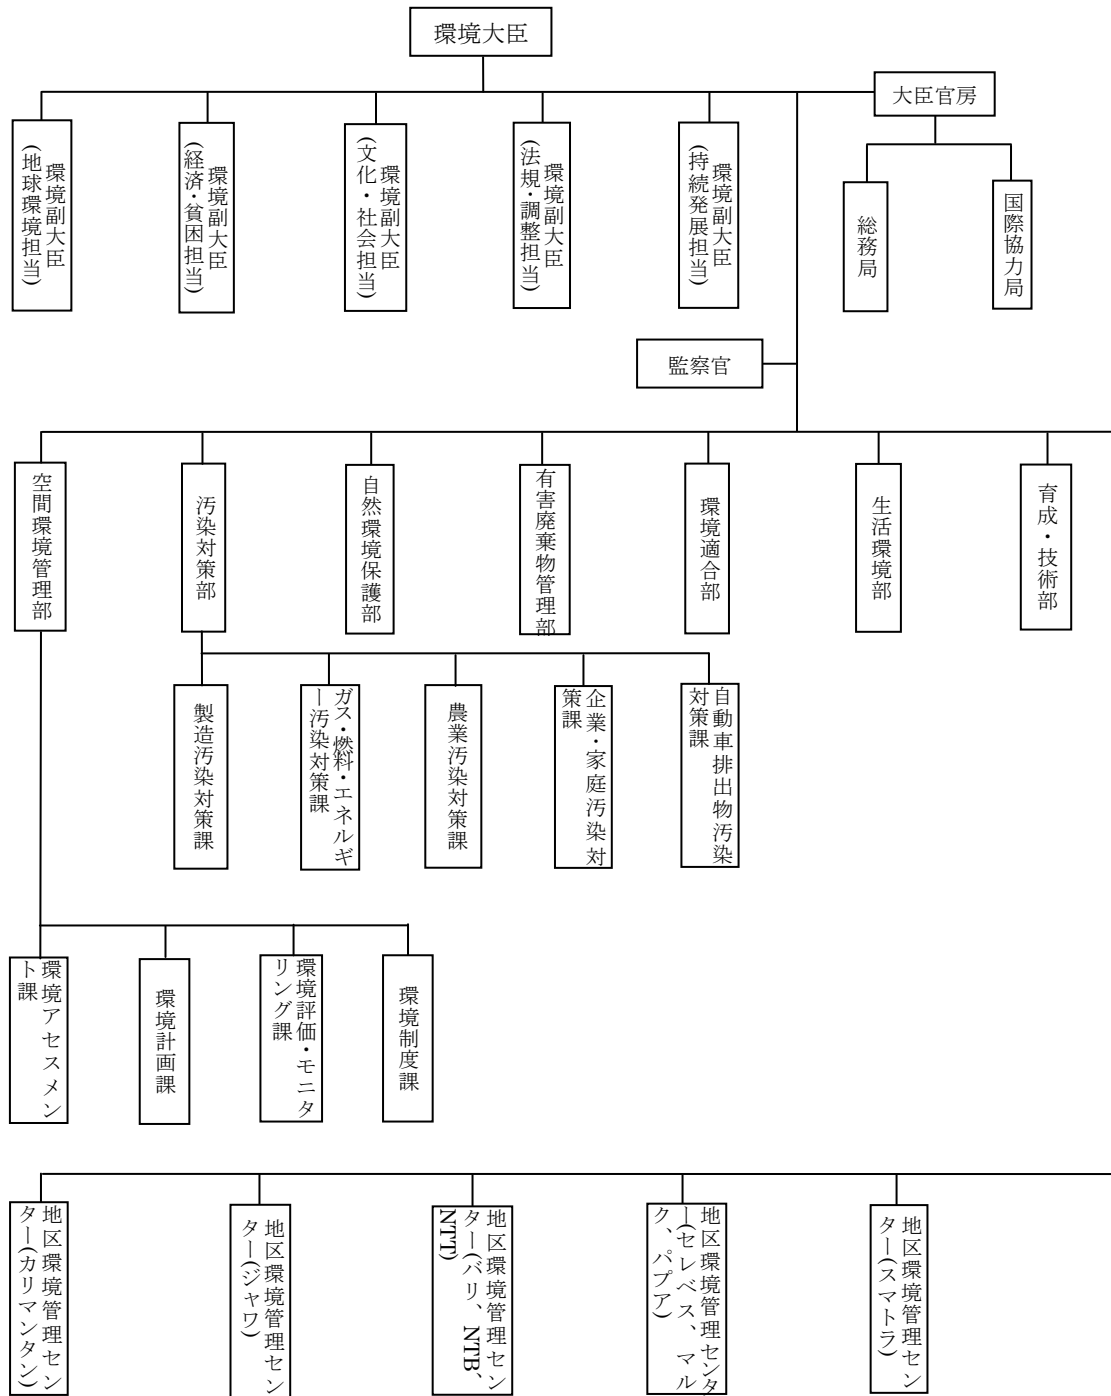 環境大臣
大臣官房
環境副大臣
(地球環境担当)
環境副大臣
(経済・貧困担当)
環境副大臣
(文化・社会担当)
環境副大臣
(法規・調整担当)
環境副大臣
(持続発展担当)
総務局
国際協力局
監察官
空間環境管理部
汚染対策部
自然環境保護部
有害廃棄物管理部
環境適合部
生活環境部
育成・技術部
製造汚染対策課
ガス・燃料・エネルギ
ー汚染対策課
農業汚染対策課
企業・家庭汚染対
策課
自動車排出物汚染
対策課
環境アセスメン
ト課
環境計画課
環境評価・モニタ
リング課
環境制度課
地区環境管理セン
ター(カリマンタン)
地区環境管理セン
ター(ジャワ)
地区環境管理セン
ター(バリ、NTB、
NTT)
地区環境管理センタ
ー(セレベス、マル
ク、パプア)
地区環境管理セン
ター(スマトラ)